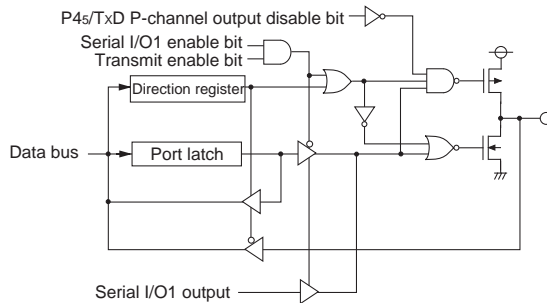 P45/TxD P-channel output disable bit
Serial I/O1 enable bit
Transmit enable bit
Direction register
Data bus
Port latch
Serial I/O1 output